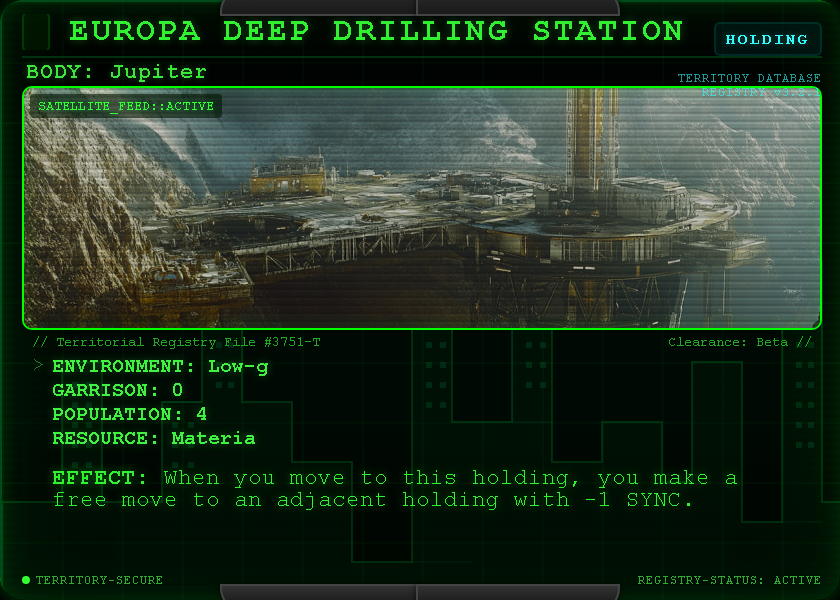 EUROPA DEEP DRILLING STATION
HOLDING
BODY: Jupiter
TERRITORY DATABASE
REGISTRY
SATELLITE_FEED::ACTIVE
// Territorial Registry File #3751-T
Clearance: Beta //
> ENVIRONMENT: Low-g
GARRISON: 0
POPULATION: 4
RESOURCE: Materia
EFFECT: When you move to this holding, you make a
free move to an adjacent holding with -1 SYNC.
TERRITORY-SECURE
REGISTRY-STATUS: ACTIVE